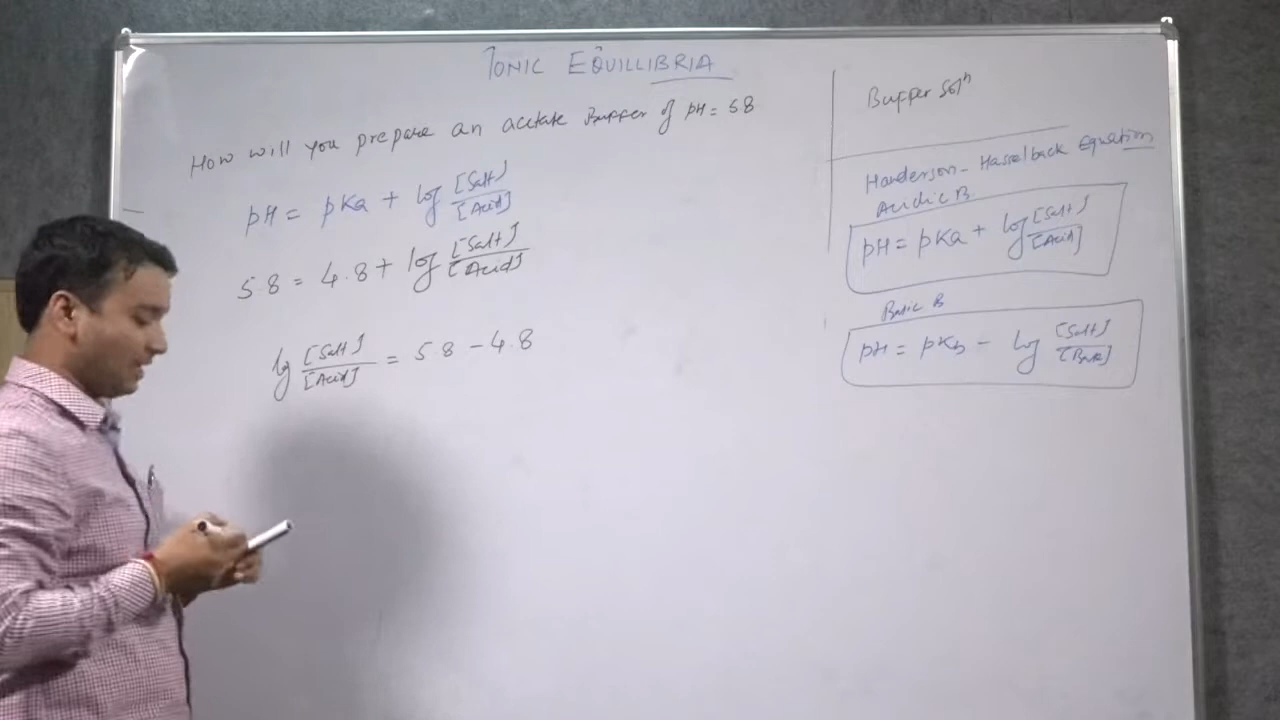 IONIC EQUILLIBRIA
How will you prepare an acetate Buffer of pH = 5.8
pH = pKa + log [Salt]/[Acid]
5.8 = 4.8 + log [Salt]/[Acid]
log [Salt]/[Acid] = 5.8 - 4.8
Buffer Solⁿ
Handerson - Hasselback Equation
Acidic B.
pH = pKa + log [Salt]/[Acid]
Basic B
pH = pKb - log [Salt]/[Base]